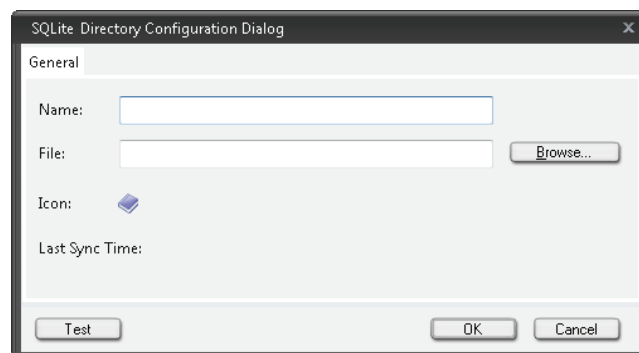 SQLite Directory Configuration Dialog x
General
Name:
File: Browse...
Icon:
Last Sync Time:
Test OK Cancel